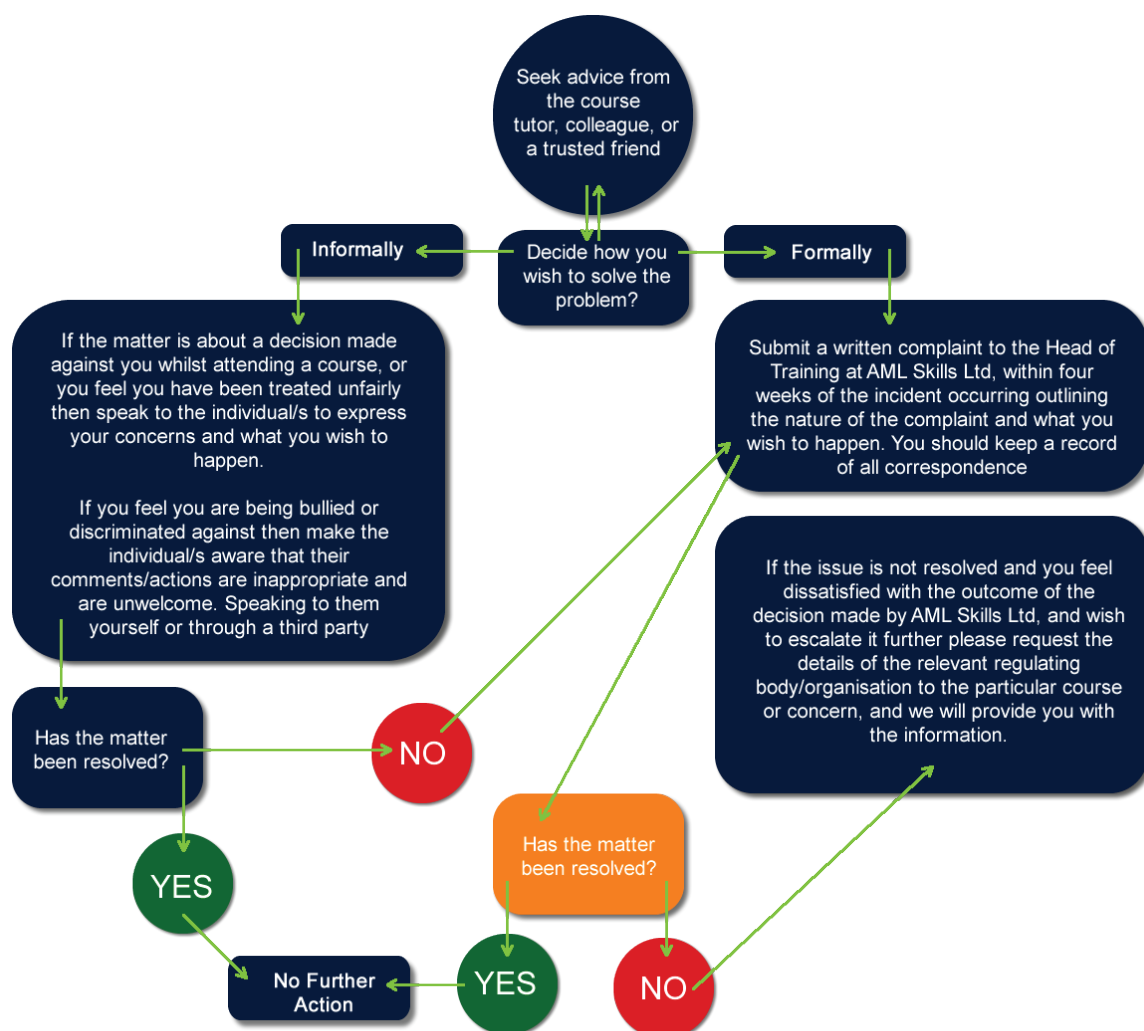 Seek advice from
the course
tutor, colleague, or
a trusted friend
Informally
Decide how you
wish to solve the
problem?
Formally
If the matter is about a decision made
against you whilst attending a course, or
you feel you have been treated unfairly
then speak to the individual/s to express
your concerns and what you wish to
happen.
If you feel you are being bullied or
discriminated against then make the
individual/s aware that their
comments/actions are inappropriate and
are unwelcome. Speaking to them
yourself or through a third party
Submit a written complaint to the Head of
Training at AML Skills Ltd, within four
weeks of the incident occurring outlining
the nature of the complaint and what you
wish to happen. You should keep a record
of all correspondence
If the issue is not resolved and you feel
dissatisfied with the outcome of the
decision made by AML Skills Ltd, and wish
to escalate it further please request the
details of the relevant regulating
body/organisation to the particular course
or concern, and we will provide you with
the information.
Has the matter
been resolved?
NO
YES
Has the matter
been resolved?
YES
NO
No Further
Action